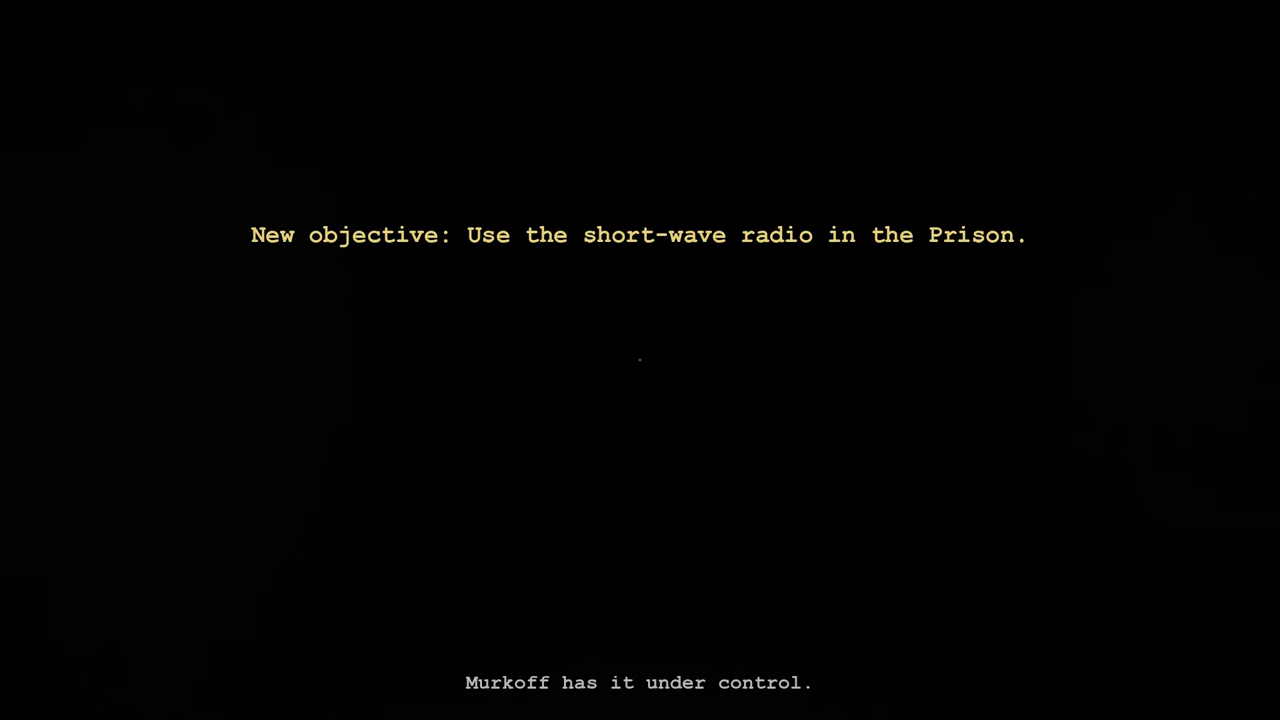 New objective: Use the short-wave radio in the Prison.
Murkoff has it under control.